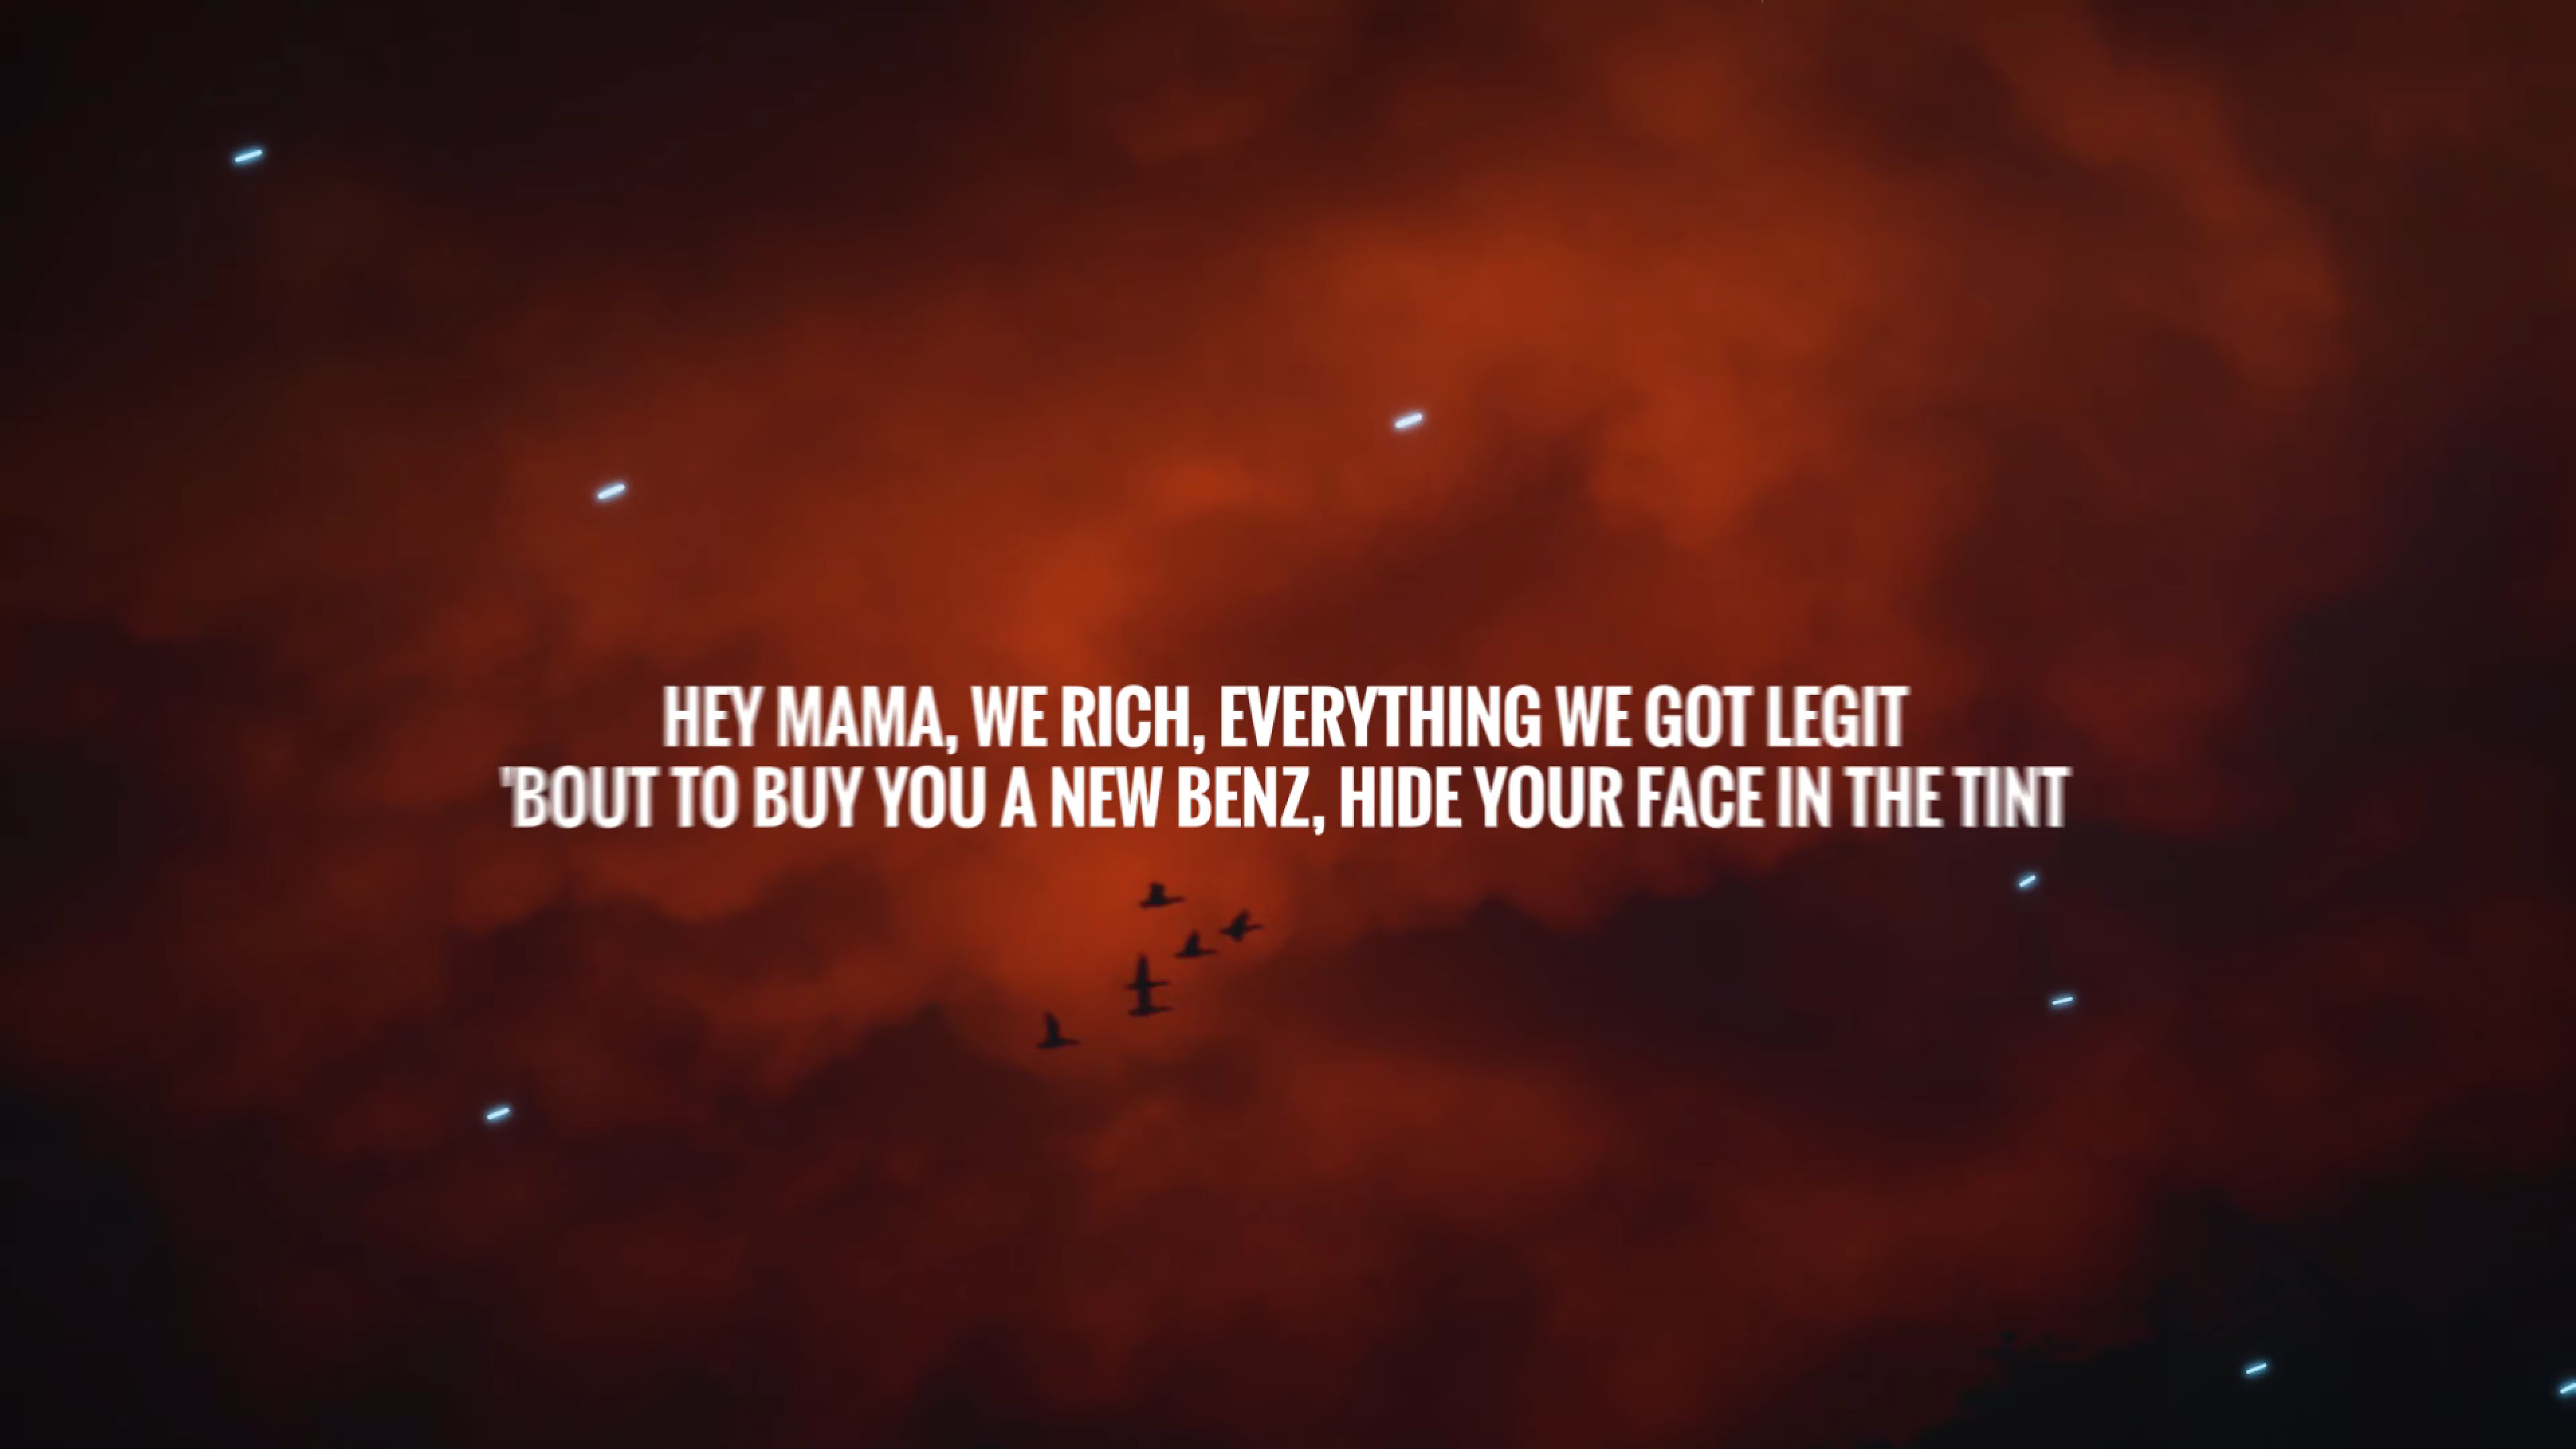 HEY MAMA, WE RICH, EVERYTHING WE GOT LEGIT
'BOUT TO BUY YOU A NEW BENZ, HIDE YOUR FACE IN THE TINT